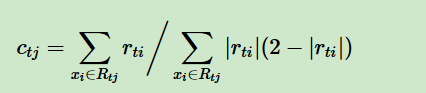 $c_{tj} = \sum_{x_i \in R_{tj}} r_{ti} \Big/ \sum_{x_i \in R_{tj}} |r_{ti}|(2 - |r_{ti}|)$